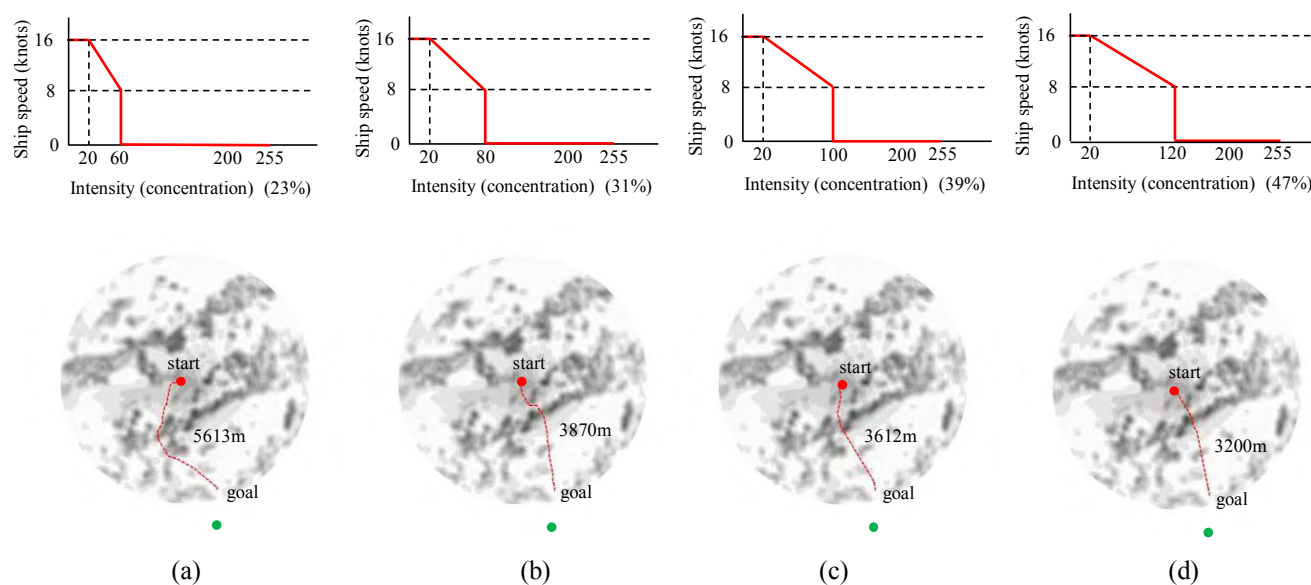 Ship speed (knots)
16
8
0
20 60 200 255
Intensity (concentration) (23%)
start
5613m
goal
(a)
Ship speed (knots)
16
8
0
20 80 200 255
Intensity (concentration) (31%)
start
3870m
goal
(b)
Ship speed (knots)
16
8
0
20 100 200 255
Intensity (concentration) (39%)
start
3612m
goal
(c)
Ship speed (knots)
16
8
0
20 120 200 255
Intensity (concentration) (47%)
start
3200m
goal
(d)